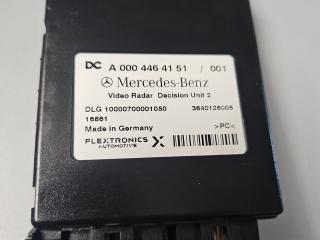 DC A 000 446 41 51 / 001
Mercedes-Benz
Video Radar Decision Unit 2
DLG 10000700001050 3640126006
16861
Made in Germany >PC<
FLEXTRONICS X
AUTOMOTIVE